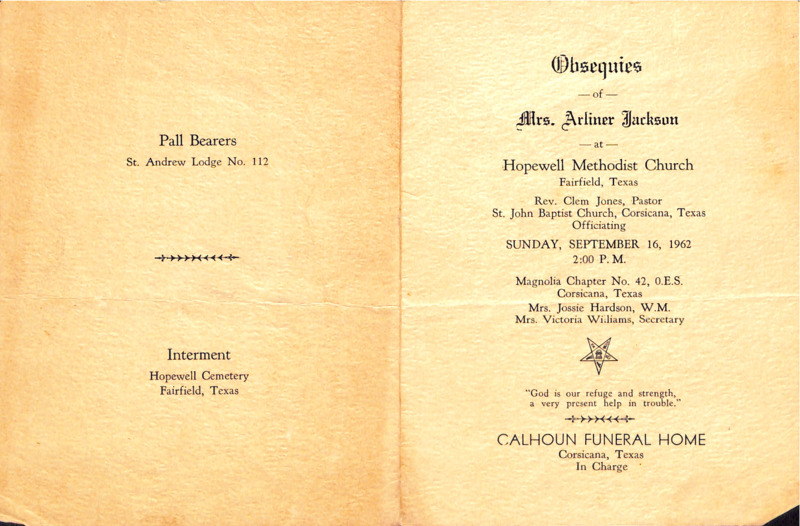 Pall Bearers
St. Andrew Lodge No. 112
Interment
Hopewell Cemetery
Fairfield, Texas
Obsequies
— of —
Mrs. Arliner Jackson
— at —
Hopewell Methodist Church
Fairfield, Texas
Rev. Clem Jones, Pastor
St. John Baptist Church, Corsicana, Texas
Officiating
SUNDAY, SEPTEMBER 16, 1962
2:00 P. M.
Magnolia Chapter No. 42, O.E.S.
Corsicana, Texas
Mrs. Jossie Hardson, W.M.
Mrs. Victoria Williams, Secretary
"God is our refuge and strength,
a very present help in trouble."
CALHOUN FUNERAL HOME
Corsicana, Texas
In Charge